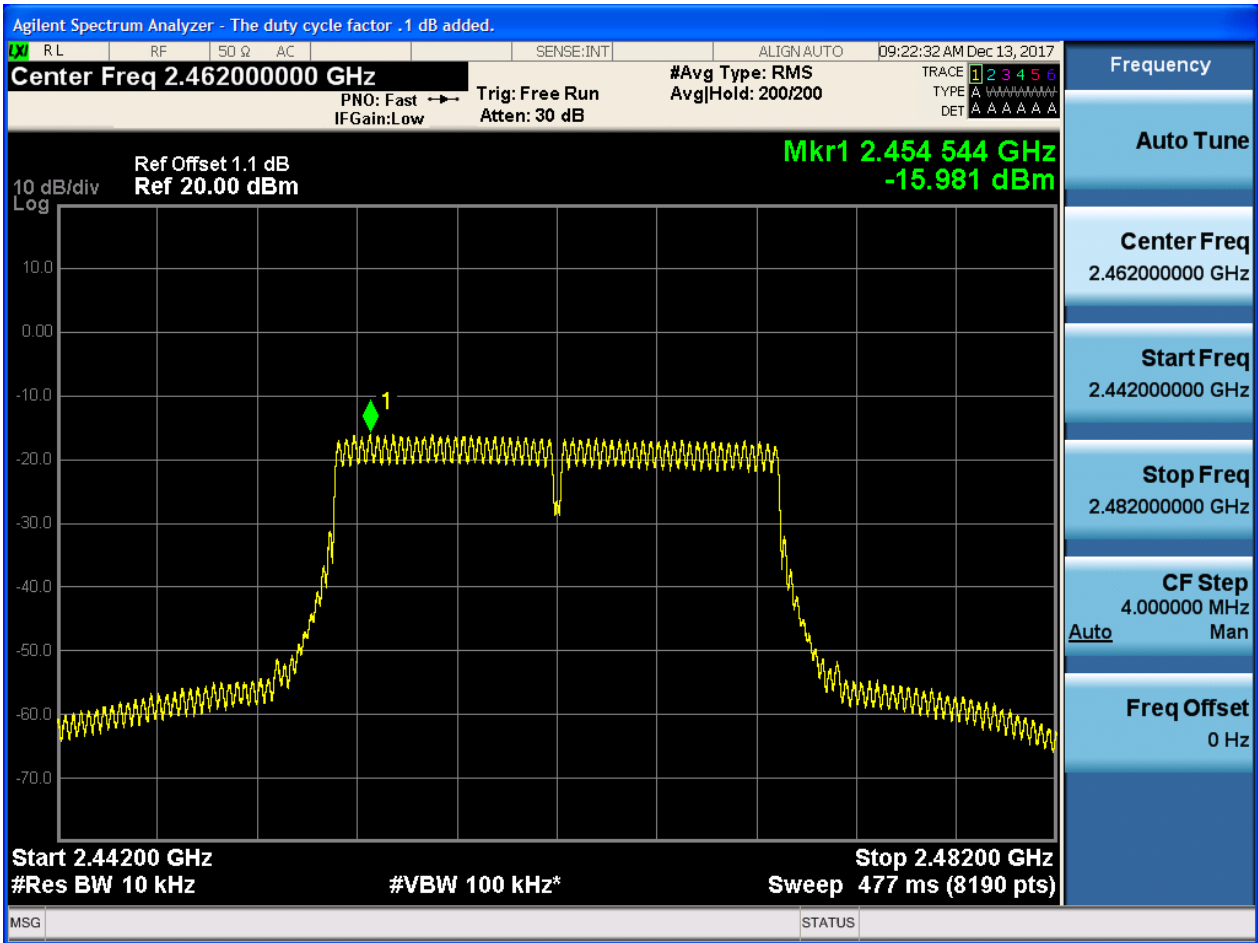 Agilent Spectrum Analyzer - The duty cycle factor .1 dB added.
LXI RL RF 50 Ω AC SENSE:INT ALIGN AUTO 09:22:32 AM Dec 13, 2017
Center Freq 2.462000000 GHz
PNO: Fast
IFGain:Low
Trig: Free Run
Atten: 30 dB
#Avg Type: RMS
Avg|Hold: 200/200
TRACE 1 2 3 4 5 6
TYPE A WWWWW
DET A A A A A A
Frequency
Mkr1 2.454 544 GHz
-15.981 dBm
Ref Offset 1.1 dB
10 dB/div Ref 20.00 dBm
Log
10.0
0.00
-10.0
1
-20.0
-30.0
-40.0
-50.0
-60.0
-70.0
Start 2.44200 GHz Stop 2.48200 GHz
#Res BW 10 kHz #VBW 100 kHz* Sweep 477 ms (8190 pts)
Auto Tune
Center Freq
2.462000000 GHz
Start Freq
2.442000000 GHz
Stop Freq
2.482000000 GHz
CF Step
4.000000 MHz
Auto Man
Freq Offset
0 Hz
MSG STATUS